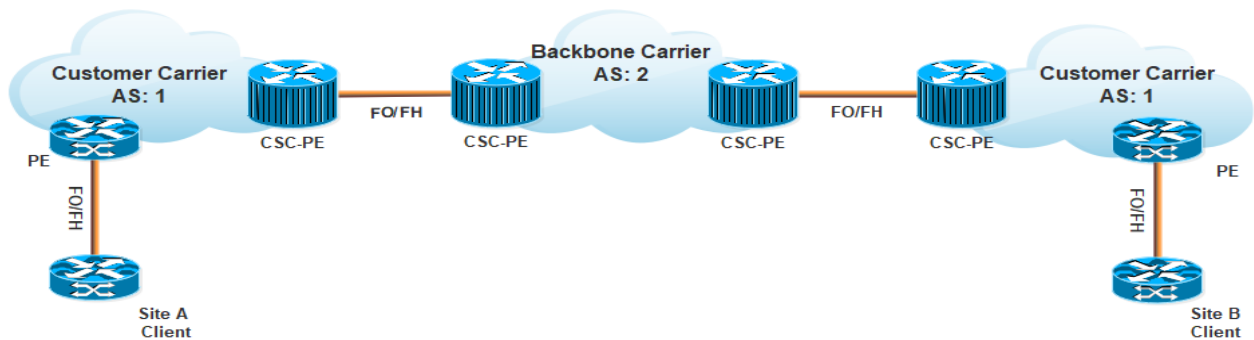 Customer Carrier
AS: 1
Backbone Carrier
AS: 2
Customer Carrier
AS: 1
FO/FH
FO/FH
CSC-PE
CSC-PE
CSC-PE
CSC-PE
PE
PE
FO/FH
FO/FH
Site A
Client
Site B
Client